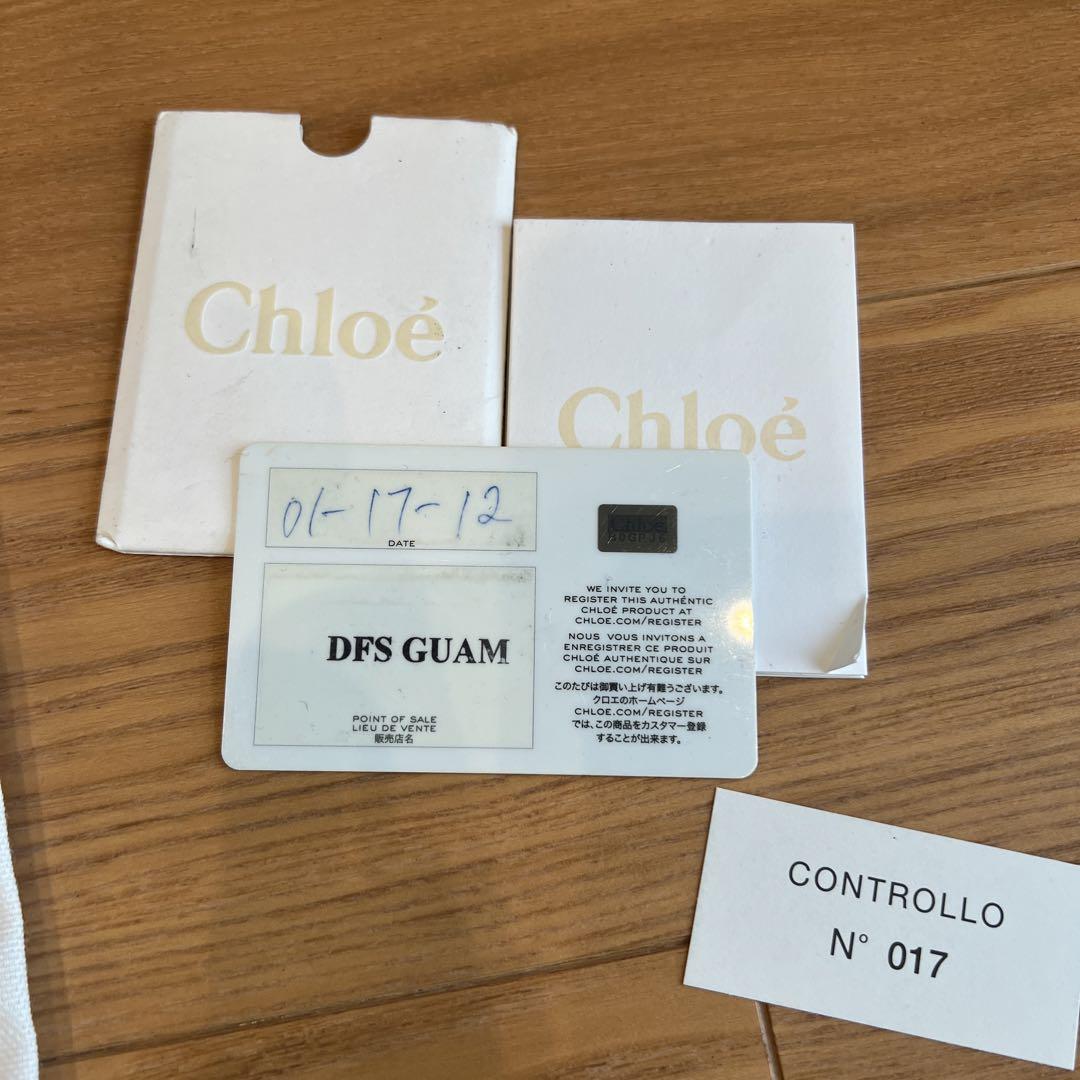 Chloé
Chloé
01-17-12
DATE
DFS GUAM
POINT OF SALE
LIEU DE VENTE
販売店名
Chloé
WE INVITE YOU TO
REGISTER THIS AUTHENTIC
CHLOÉ PRODUCT AT
CHLOE.COM/REGISTER
NOUS VOUS INVITONS A
ENREGISTRER CE PRODUIT
CHLOÉ AUTHENTIQUE SUR
CHLOE.COM/REGISTER
このたびは御買い上げ有難うございます。
クロエのホームページ
CHLOE.COM/REGISTER
では、この商品をカスタマー登録
することが出来ます。
CONTROLLO
N° 017